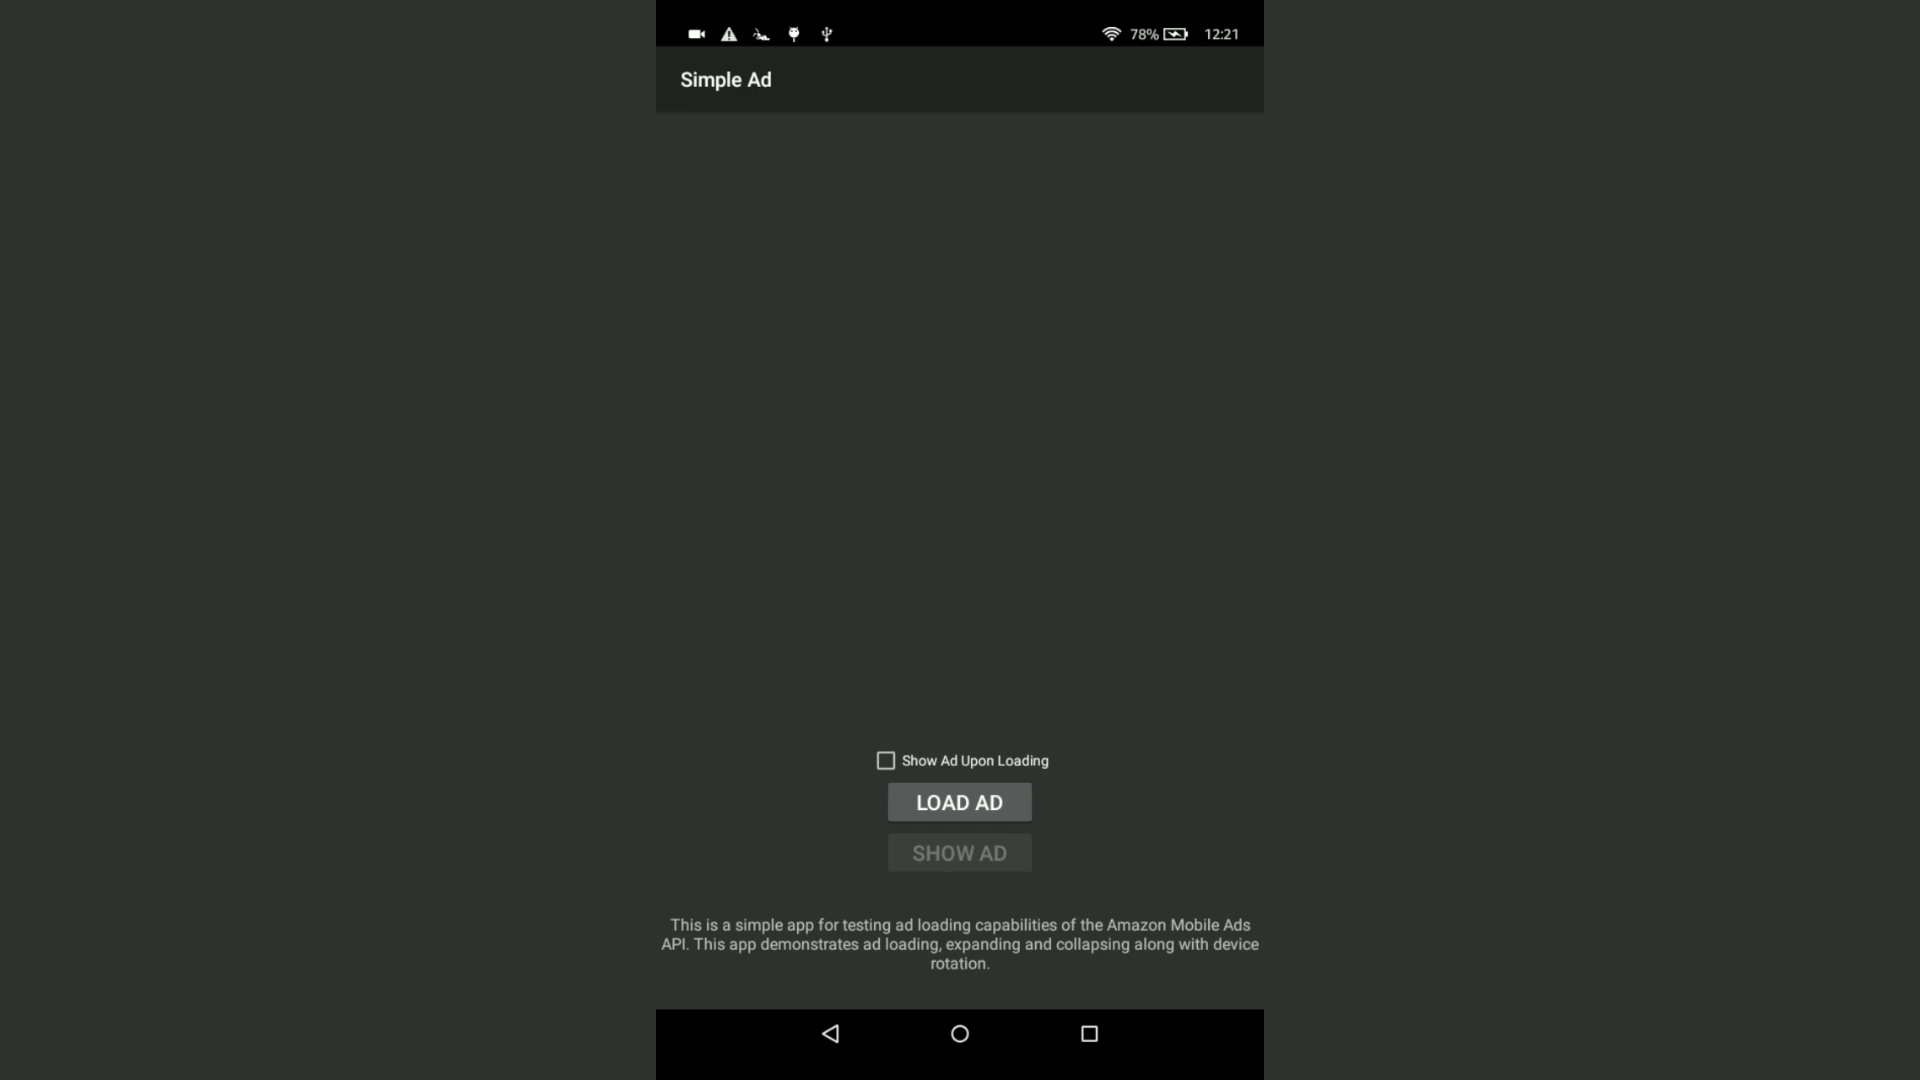 78% 12:21
Simple Ad
Show Ad Upon Loading
LOAD AD
SHOW AD
This is a simple app for testing ad loading capabilities of the Amazon Mobile Ads
API. This app demonstrates ad loading, expanding and collapsing along with device
rotation.